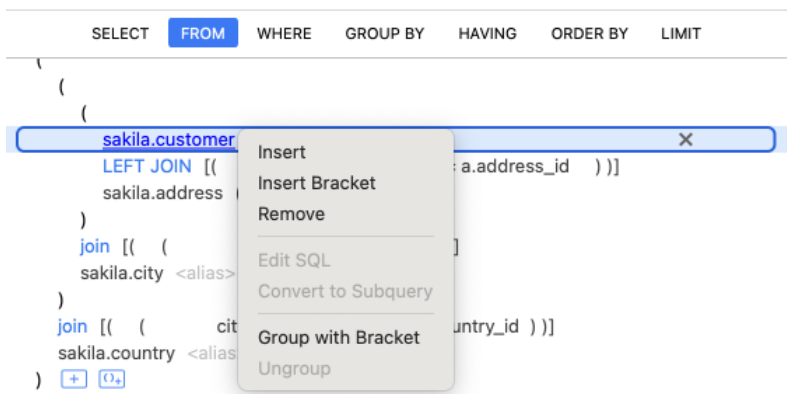 SELECT FROM WHERE GROUP BY HAVING ORDER BY LIMIT
(
(
(
sakila.customer
LEFT JOIN [( = a.address_id ) )]
sakila.address (
)
join [( ( ]
sakila.city <alias>
)
join [( ( cit untry_id ) )]
sakila.country <alias
) + ()+
Insert
Insert Bracket
Remove
Edit SQL
Convert to Subquery
Group with Bracket
Ungroup